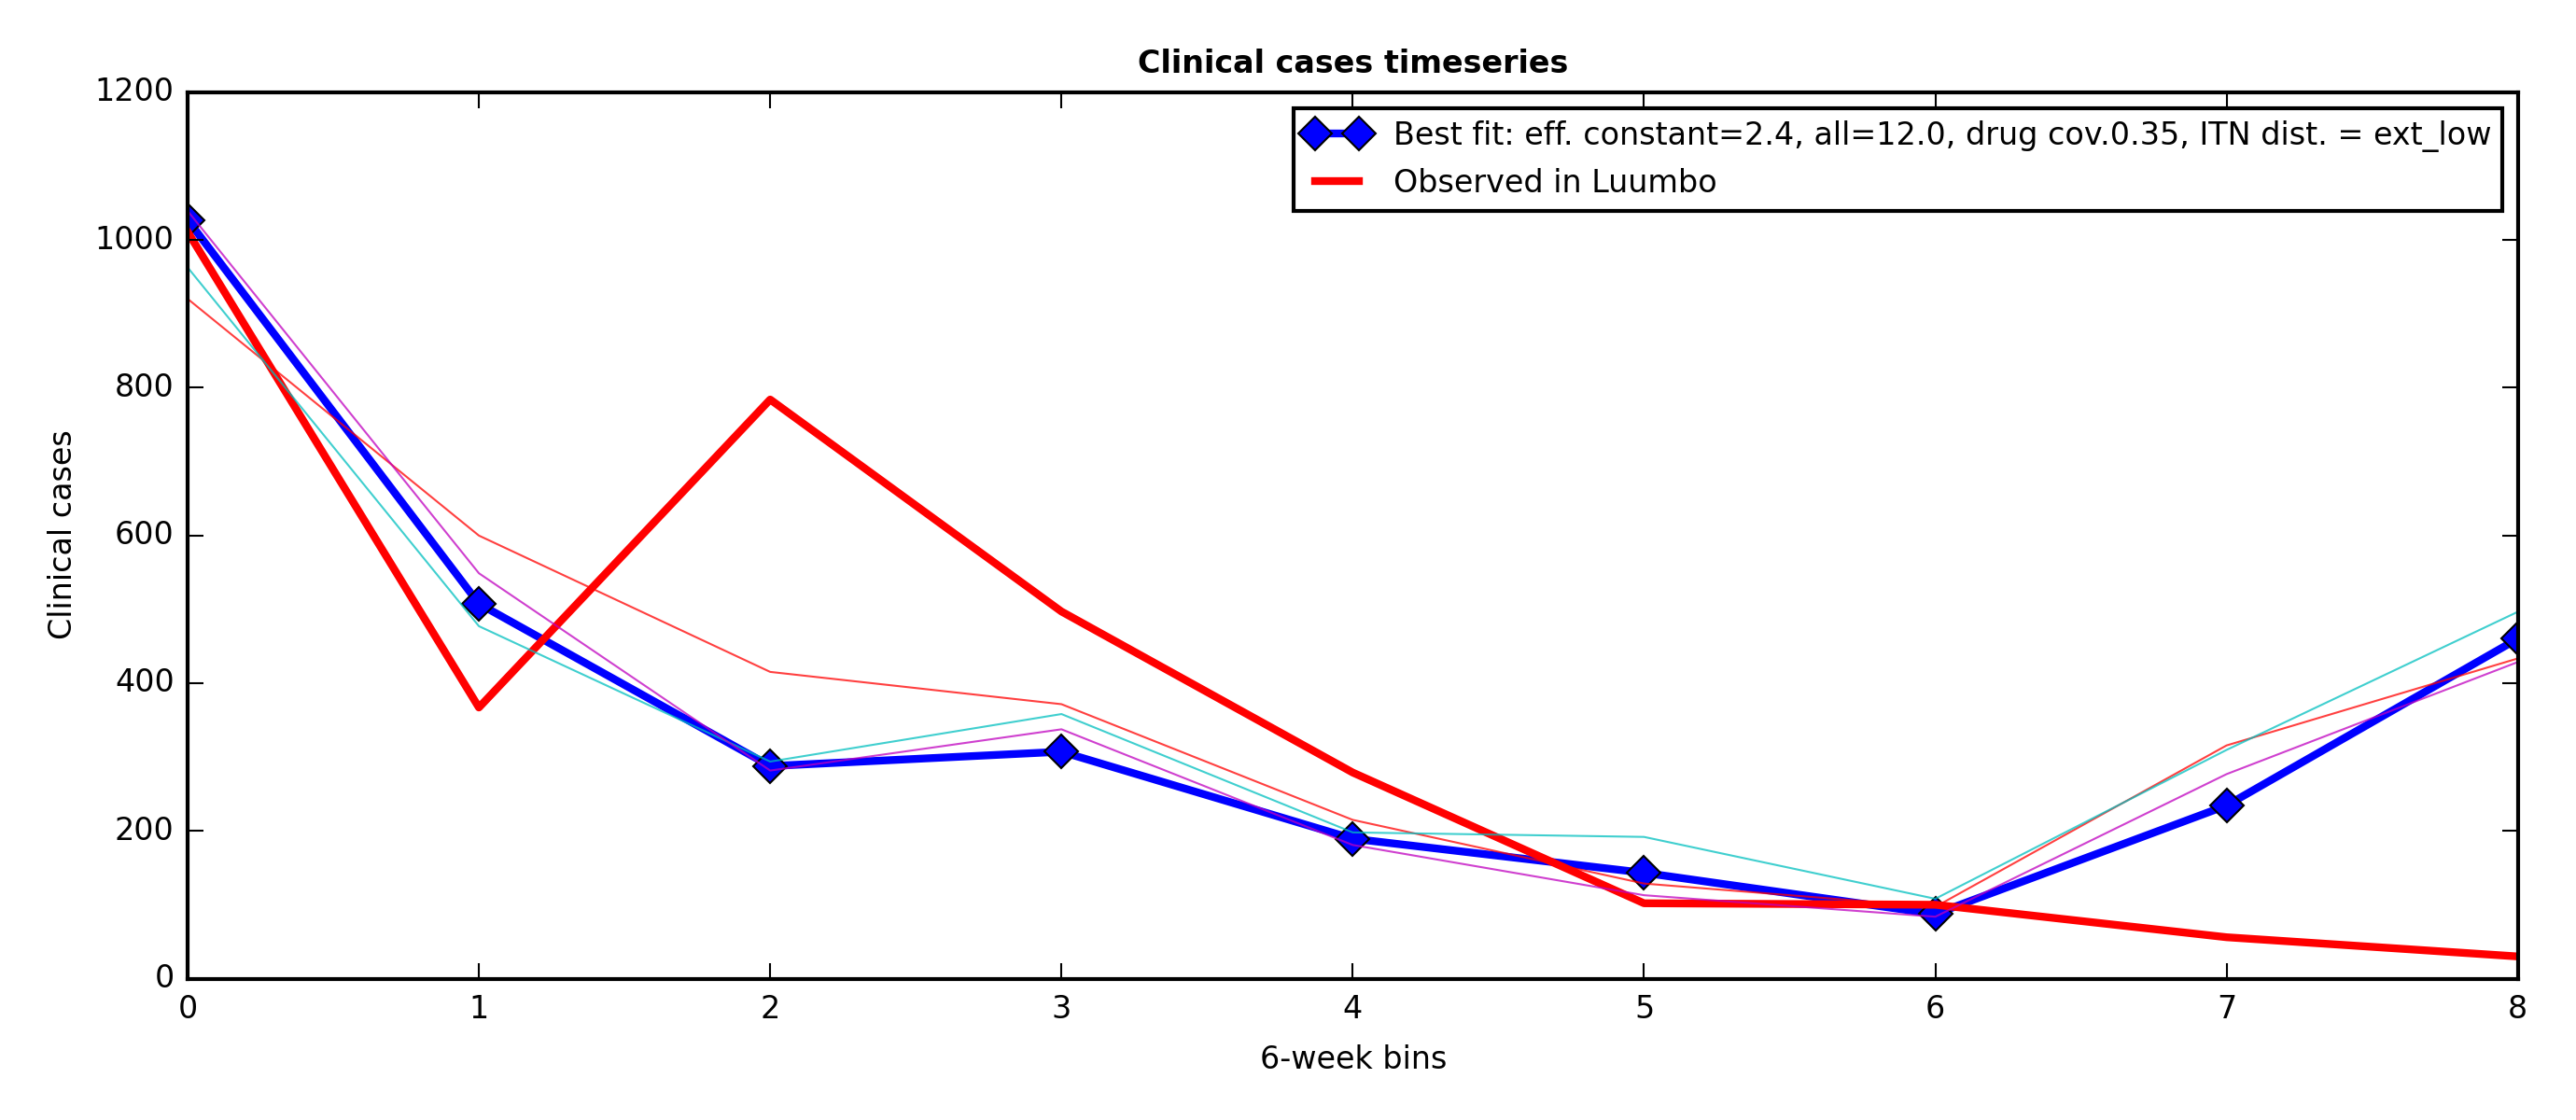 Clinical cases timeseries
1200
1000
800
600
400
200
0
Clinical cases
Best fit: eff. constant=2.4, all=12.0, drug cov.0.35, ITN dist. = ext_low
Observed in Luumbo
0 1 2 3 4 5 6 7 8
6-week bins